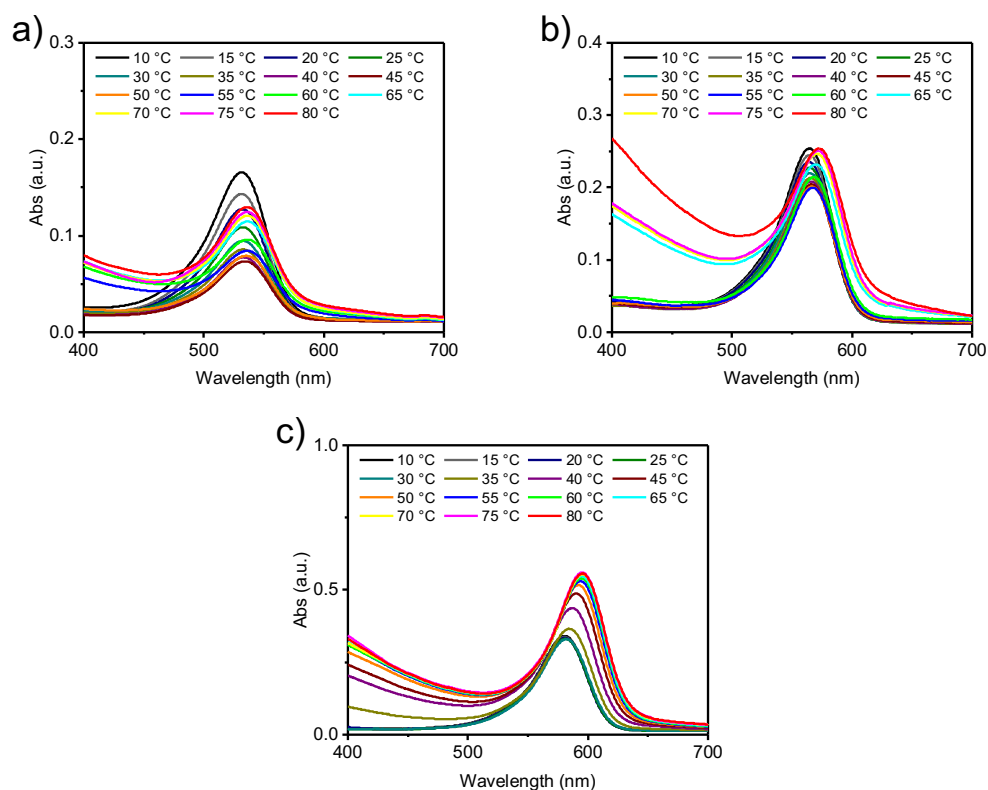 a)
0.3
10 °C 15 °C 20 °C 25 °C
30 °C 35 °C 40 °C 45 °C
50 °C 55 °C 60 °C 65 °C
70 °C 75 °C 80 °C
0.2
0.1
0.0
Abs (a.u.)
400 500 600 700
Wavelength (nm)
b)
0.4
10 °C 15 °C 20 °C 25 °C
30 °C 35 °C 40 °C 45 °C
50 °C 55 °C 60 °C 65 °C
70 °C 75 °C 80 °C
0.3
0.2
0.1
0.0
Abs (a.u.)
400 500 600 700
Wavelength (nm)
c)
1.0
10 °C 15 °C 20 °C 25 °C
30 °C 35 °C 40 °C 45 °C
50 °C 55 °C 60 °C 65 °C
70 °C 75 °C 80 °C
0.5
0.0
Abs (a.u.)
400 500 600 700
Wavelength (nm)